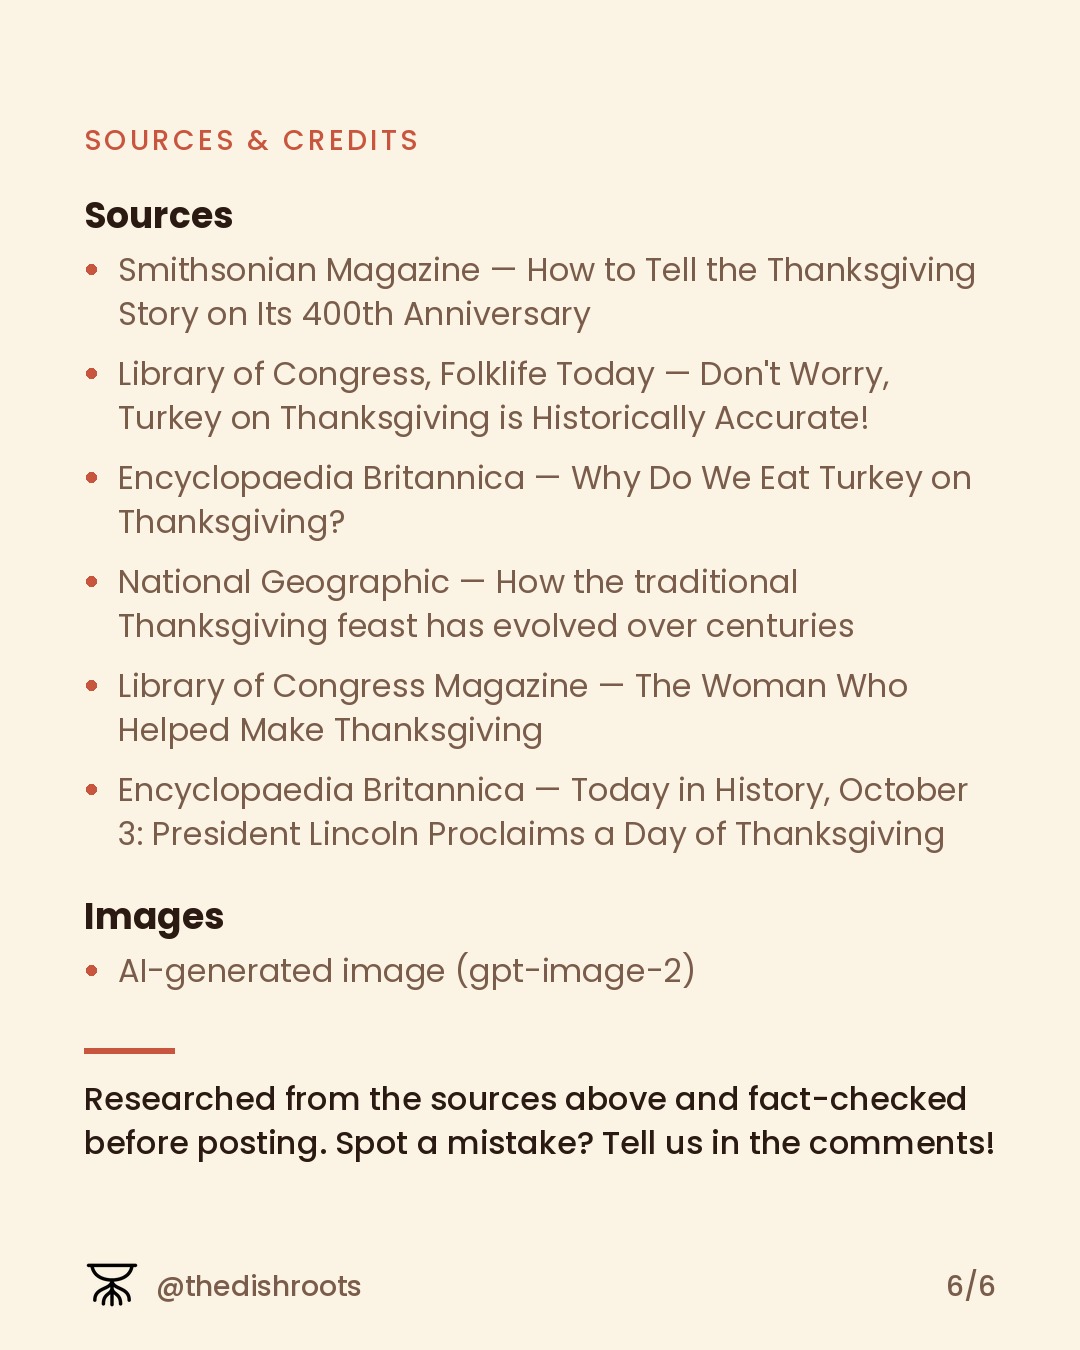 SOURCES & CREDITS
Sources
• Smithsonian Magazine — How to Tell the Thanksgiving
Story on Its 400th Anniversary
• Library of Congress, Folklife Today — Don't Worry,
Turkey on Thanksgiving is Historically Accurate!
• Encyclopaedia Britannica — Why Do We Eat Turkey on
Thanksgiving?
• National Geographic — How the traditional
Thanksgiving feast has evolved over centuries
• Library of Congress Magazine — The Woman Who
Helped Make Thanksgiving
• Encyclopaedia Britannica — Today in History, October
3: President Lincoln Proclaims a Day of Thanksgiving
Images
• AI-generated image (gpt-image-2)
Researched from the sources above and fact-checked
before posting. Spot a mistake? Tell us in the comments!
@thedishroots
6/6